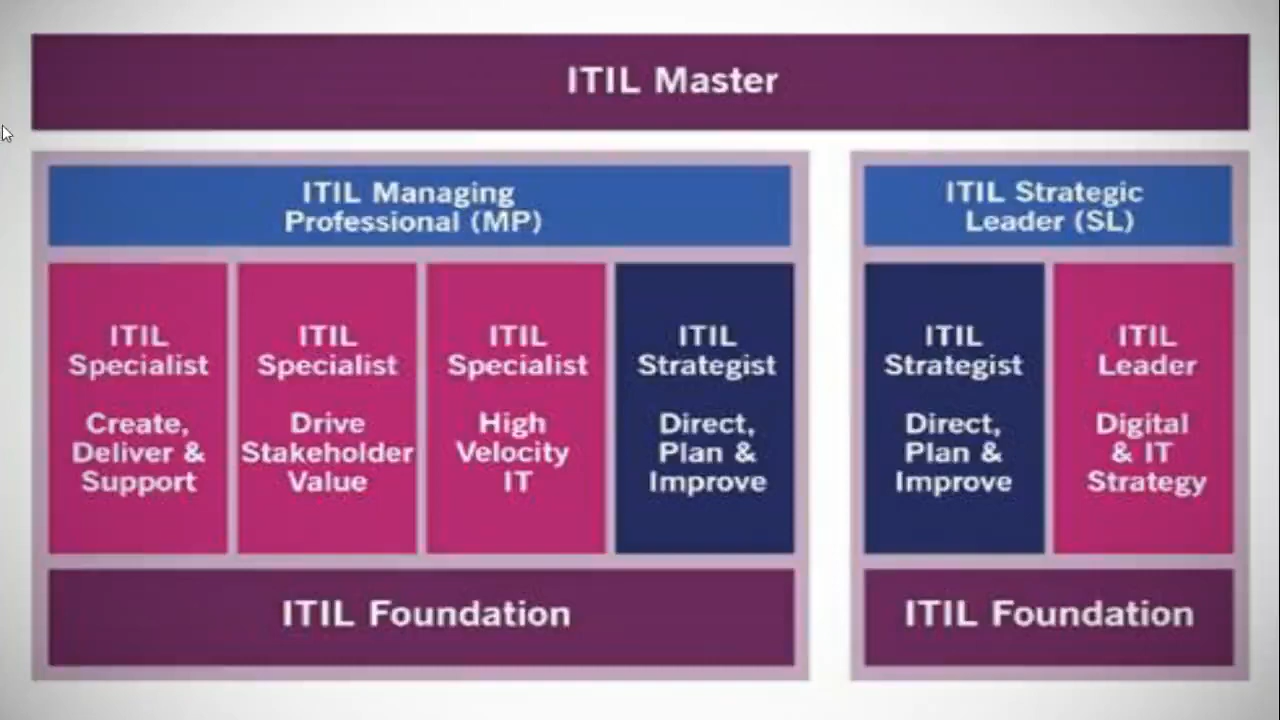 ITIL Master
ITIL Managing
Professional (MP)
ITIL
Specialist
Create,
Deliver &
Support
ITIL
Specialist
Drive
Stakeholder
Value
ITIL
Specialist
High
Velocity
IT
ITIL
Strategist
Direct,
Plan &
Improve
ITIL Foundation
ITIL Strategic
Leader (SL)
ITIL
Strategist
Direct,
Plan &
Improve
ITIL
Leader
Digital
& IT
Strategy
ITIL Foundation